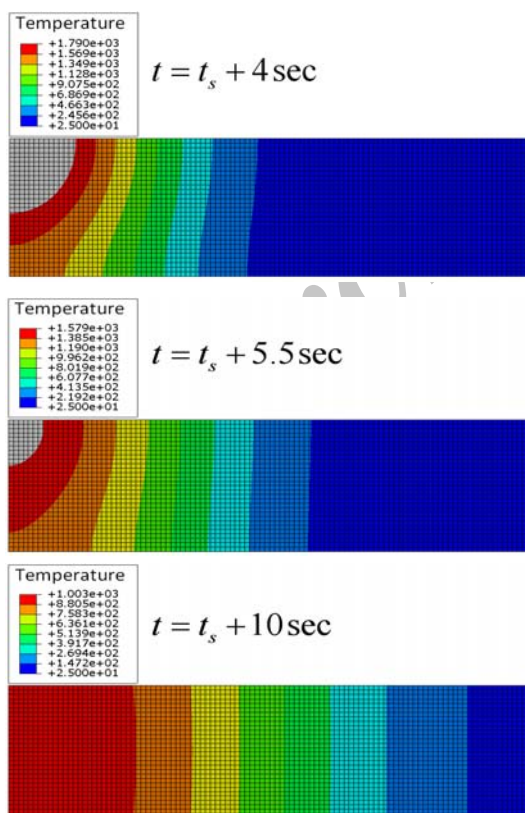 Temperature
+1.790e+03
+1.569e+03
+1.349e+03
+1.128e+03
+9.075e+02
+6.869e+02
+4.663e+02
+2.456e+02
+2.500e+01
t = t_s + 4 sec
Temperature
+1.579e+03
+1.385e+03
+1.190e+03
+9.962e+02
+8.019e+02
+6.077e+02
+4.135e+02
+2.192e+02
+2.500e+01
t = t_s + 5.5 sec
Temperature
+1.003e+03
+8.805e+02
+7.583e+02
+6.361e+02
+5.139e+02
+3.917e+02
+2.694e+02
+1.472e+02
+2.500e+01
t = t_s + 10 sec